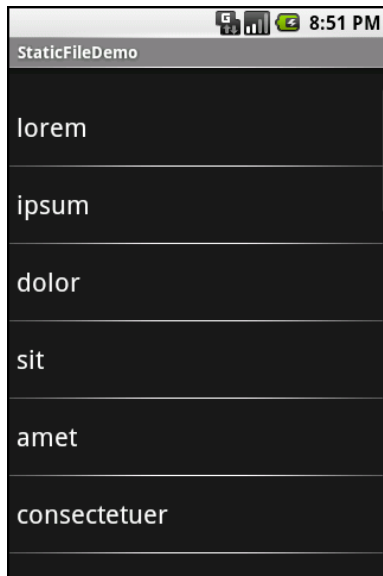 G
8:51 PM
StaticFileDemo
lorem
ipsum
dolor
sit
amet
consectetuer